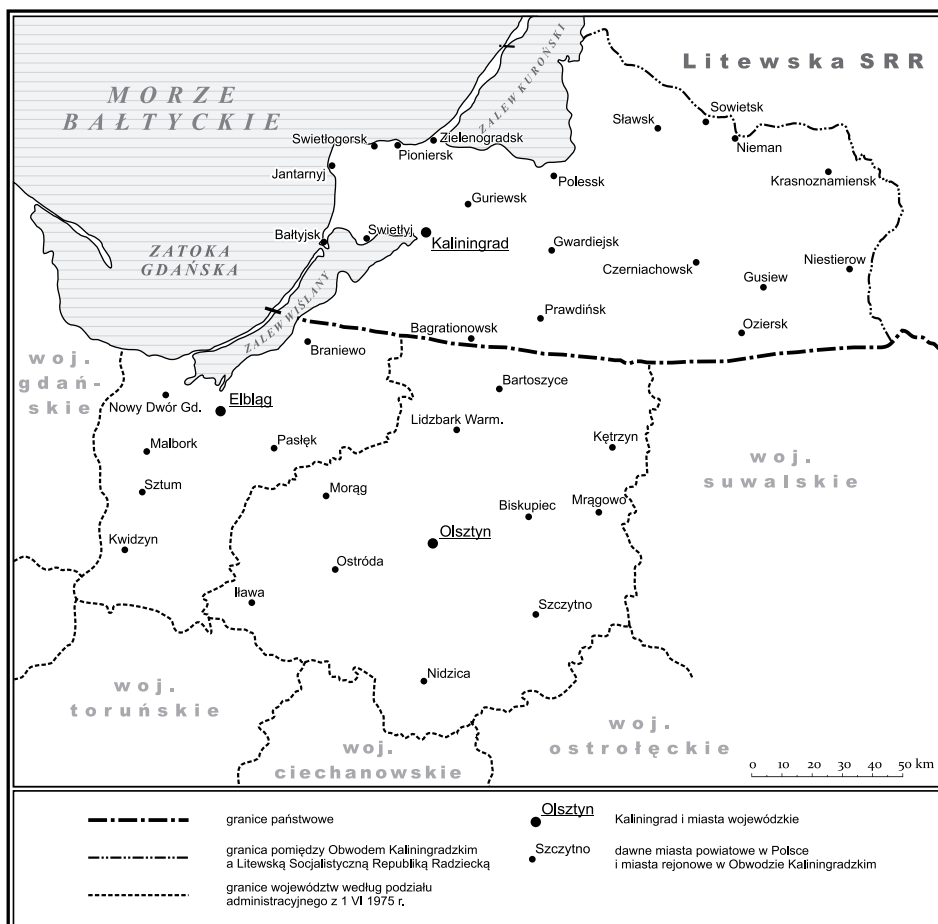 Litewska SRR
MORZE
BAŁTYCKIE
ZALEW KUROŃSKI
Sowietsk
Sławsk
Nieman
Swietłogorsk
Zielenogradsk
Pioniersk
Jantarnyj
Krasnoznamiensk
Polessk
Guriewsk
Bałtyjsk
Swietłyj
Kaliningrad
ZATOKA
GDAŃSKA
Gwardiejsk
Czerniachowsk
Niestierow
Gusiew
ZALEW WIŚLANY
Prawdińsk
Bagrationowsk
Oziersk
Braniewo
woj.
gdań-
skie
Nowy Dwór Gd.
Elbląg
Bartoszyce
Lidzbark Warm.
Malbork
Pasłęk
Kętrzyn
woj.
suwalskie
Sztum
Morąg
Biskupiec
Mrągowo
Kwidzyn
Olsztyn
Ostróda
Iława
Szczytno
Nidzica
woj.
toruńskie
woj.
ciechanowskie
woj.
ostrołęckie
0 10 20 30 40 50 km
granice państwowe
granica pomiędzy Obwodem Kaliningradzkim
a Litewską Socjalistyczną Republiką Radziecką
granice województw według podziału
administracyjnego z 1 VI 1975 r.
Olsztyn
Kaliningrad i miasta wojewódzkie
Szczytno
dawne miasta powiatowe w Polsce
i miasta rejonowe w Obwodzie Kaliningradzkim